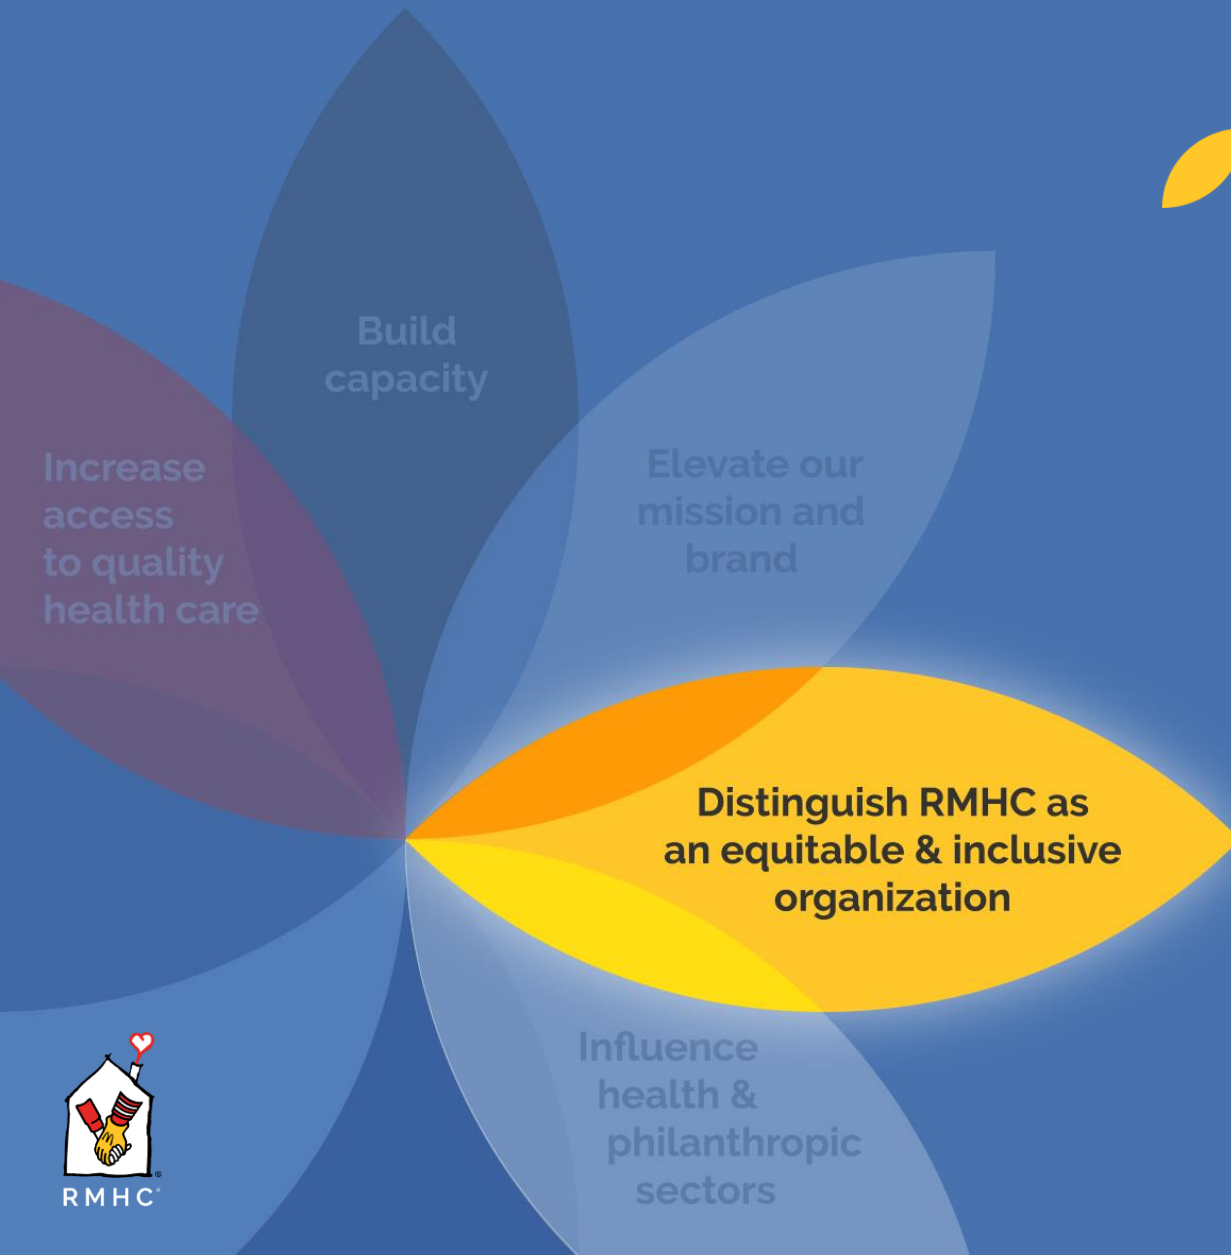 Build
capacity
Increase
access
to quality
health care
Elevate our
mission and
brand
Distinguish RMHC as
an equitable & inclusive
organization
Influence
health &
philanthropic
sectors
RMHC®